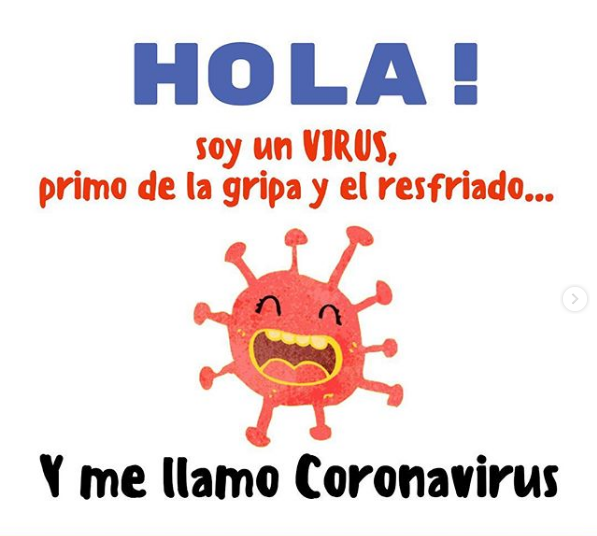 HOLA!
soy un VIRUS,
primo de la gripa y el resfriado...
Y me llamo Coronavirus